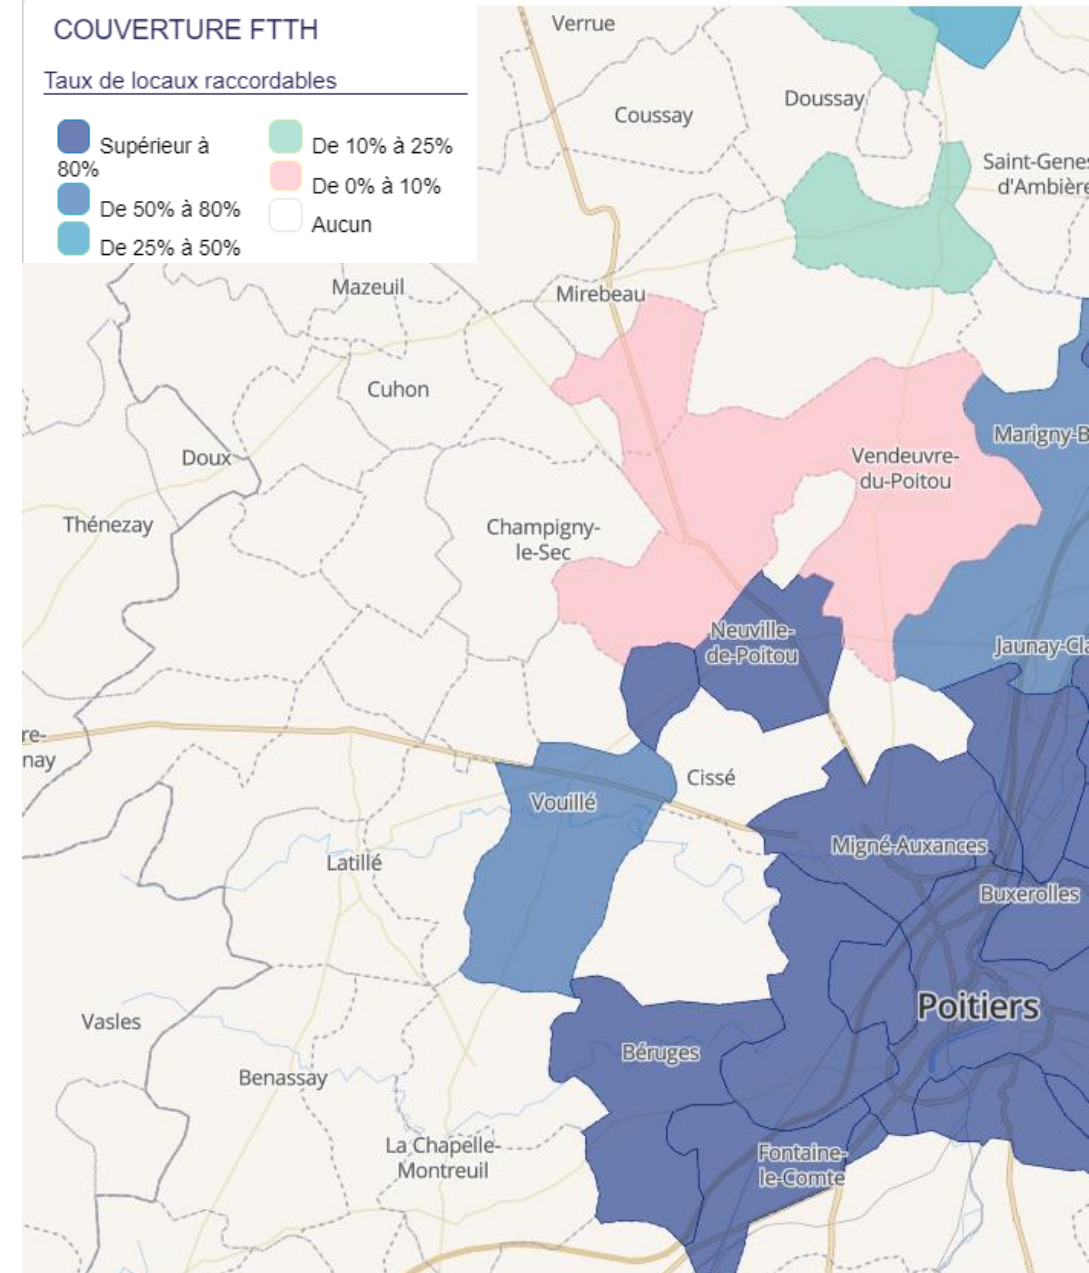 COUVERTURE FTTH
Taux de locaux raccordables
Supérieur à
80%
De 50% à 80%
De 25% à 50%
De 10% à 25%
De 0% à 10%
Aucun
Verrue
Coussay
Doussay
Saint-Genes
d'Ambière
Mazeuil
Mirebeau
Cuhon
Marigny-B
Doux
Vendeuvre-
du-Poitou
Thénezay
Champigny-
le-Sec
Neuville-
de-Poitou
Jaunay-Cla
re-
nay
Cissé
Vouillé
Migné-Auxances
Latillé
Buxerolles
Poitiers
Vasles
Béruges
Benassay
La Chapelle-
Montreuil
Fontaine-
le-Comte